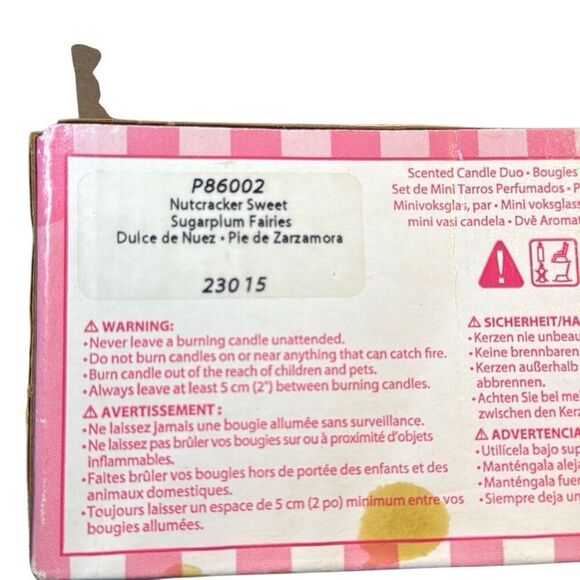 P86002
Nutcracker Sweet
Sugarplum Fairies
Dulce de Nuez • Pie de Zarzamora
23015
Scented Candle Duo • Bougies
Set de Mini Tarros Perfumados • P
Minivoksglas, par • Mini voksglass
mini vasi candela • Dvě Aroma
⚠ WARNING:
• Never leave a burning candle unattended.
• Do not burn candles on or near anything that can catch fire.
• Burn candle out of the reach of children and pets.
• Always leave at least 5 cm (2") between burning candles.
⚠ AVERTISSEMENT :
• Ne laissez jamais une bougie allumée sans surveillance.
• Ne laissez pas brûler vos bougies sur ou à proximité d'objets
inflammables.
• Faites brûler vos bougies hors de portée des enfants et des
animaux domestiques.
• Toujours laisser un espace de 5 cm (2 po) minimum entre vos
bougies allumées.
⚠ SICHERHEIT/HA
• Kerzen nie unbeau
• Keine brennbaren
• Kerzen außerhalb
abbrennen.
• Achten Sie bei me
zwischen den Kerz
⚠ ADVERTENCIA
• Utilícela bajo sup
• Manténgala aleja
• Manténgala fuer
• Siempre deja un